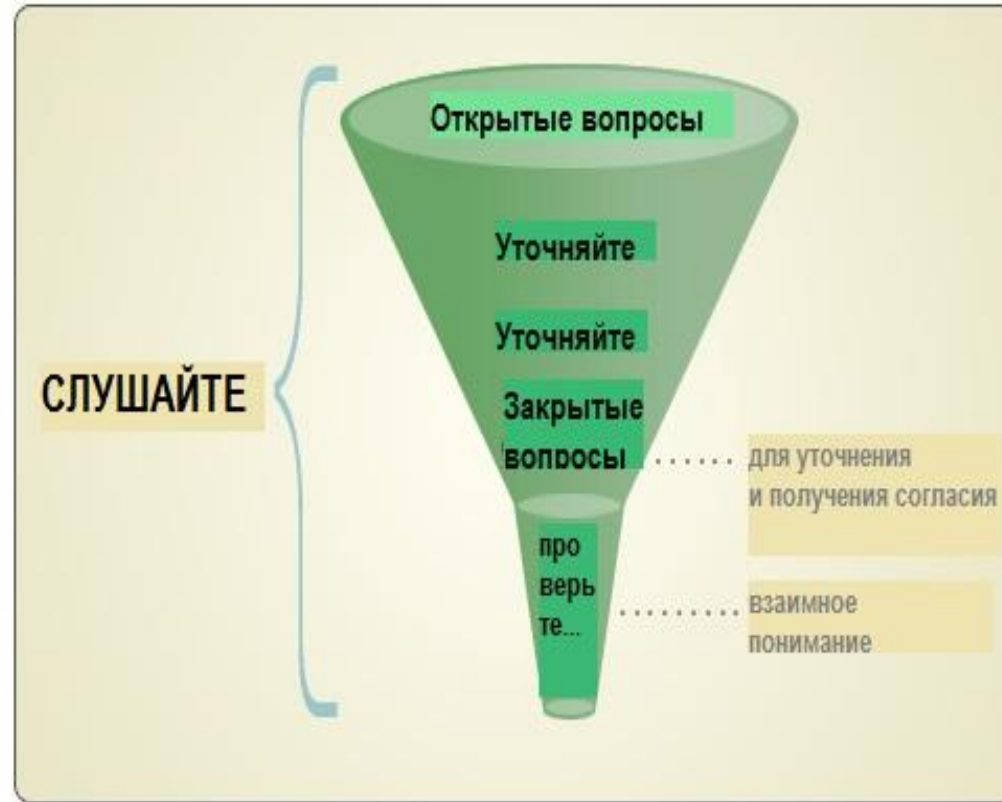 Открытые вопросы
Уточняйте
Уточняйте
СЛУШАЙТЕ
Закрытые
вопросы
для уточнения
и получения согласия
про
верь
те...
взаимное
понимание